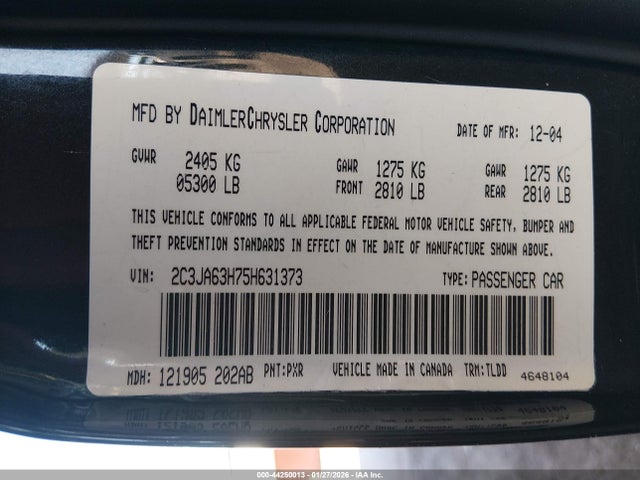 MFD BY DAIMLERCHRYSLER CORPORATION DATE OF MFR: 12-04
GVWR 2405 KG GAWR 1275 KG GAWR 1275 KG
05300 LB FRONT 2810 LB REAR 2810 LB
THIS VEHICLE CONFORMS TO ALL APPLICABLE FEDERAL MOTOR VEHICLE SAFETY, BUMPER AND
THEFT PREVENTION STANDARDS IN EFFECT ON THE DATE OF MANUFACTURE SHOWN ABOVE.
VIN: 2C3JA63H75H631373 TYPE: PASSENGER CAR
MDH: 121905 202AB PNT: PXR VEHICLE MADE IN CANADA TRM: TLDD 4648104
000-44250013 - 01/27/2026 - IAACORP